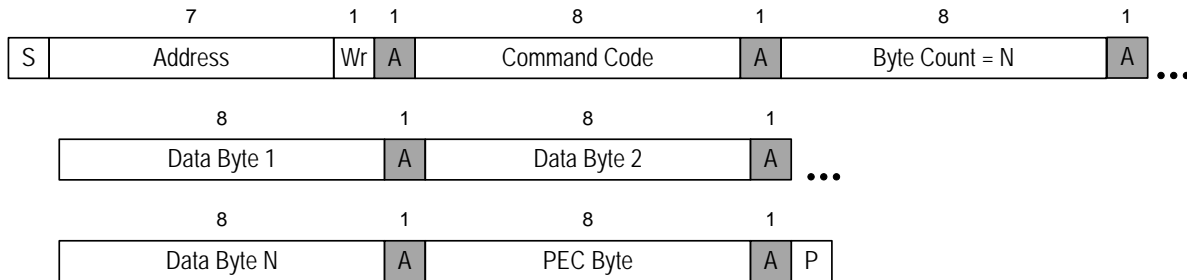 7 1 1 8 1 8 1
S Address Wr A Command Code A Byte Count = N A ...
8 1 8 1
Data Byte 1 A Data Byte 2 A ...
8 1 8 1
Data Byte N A PEC Byte A P